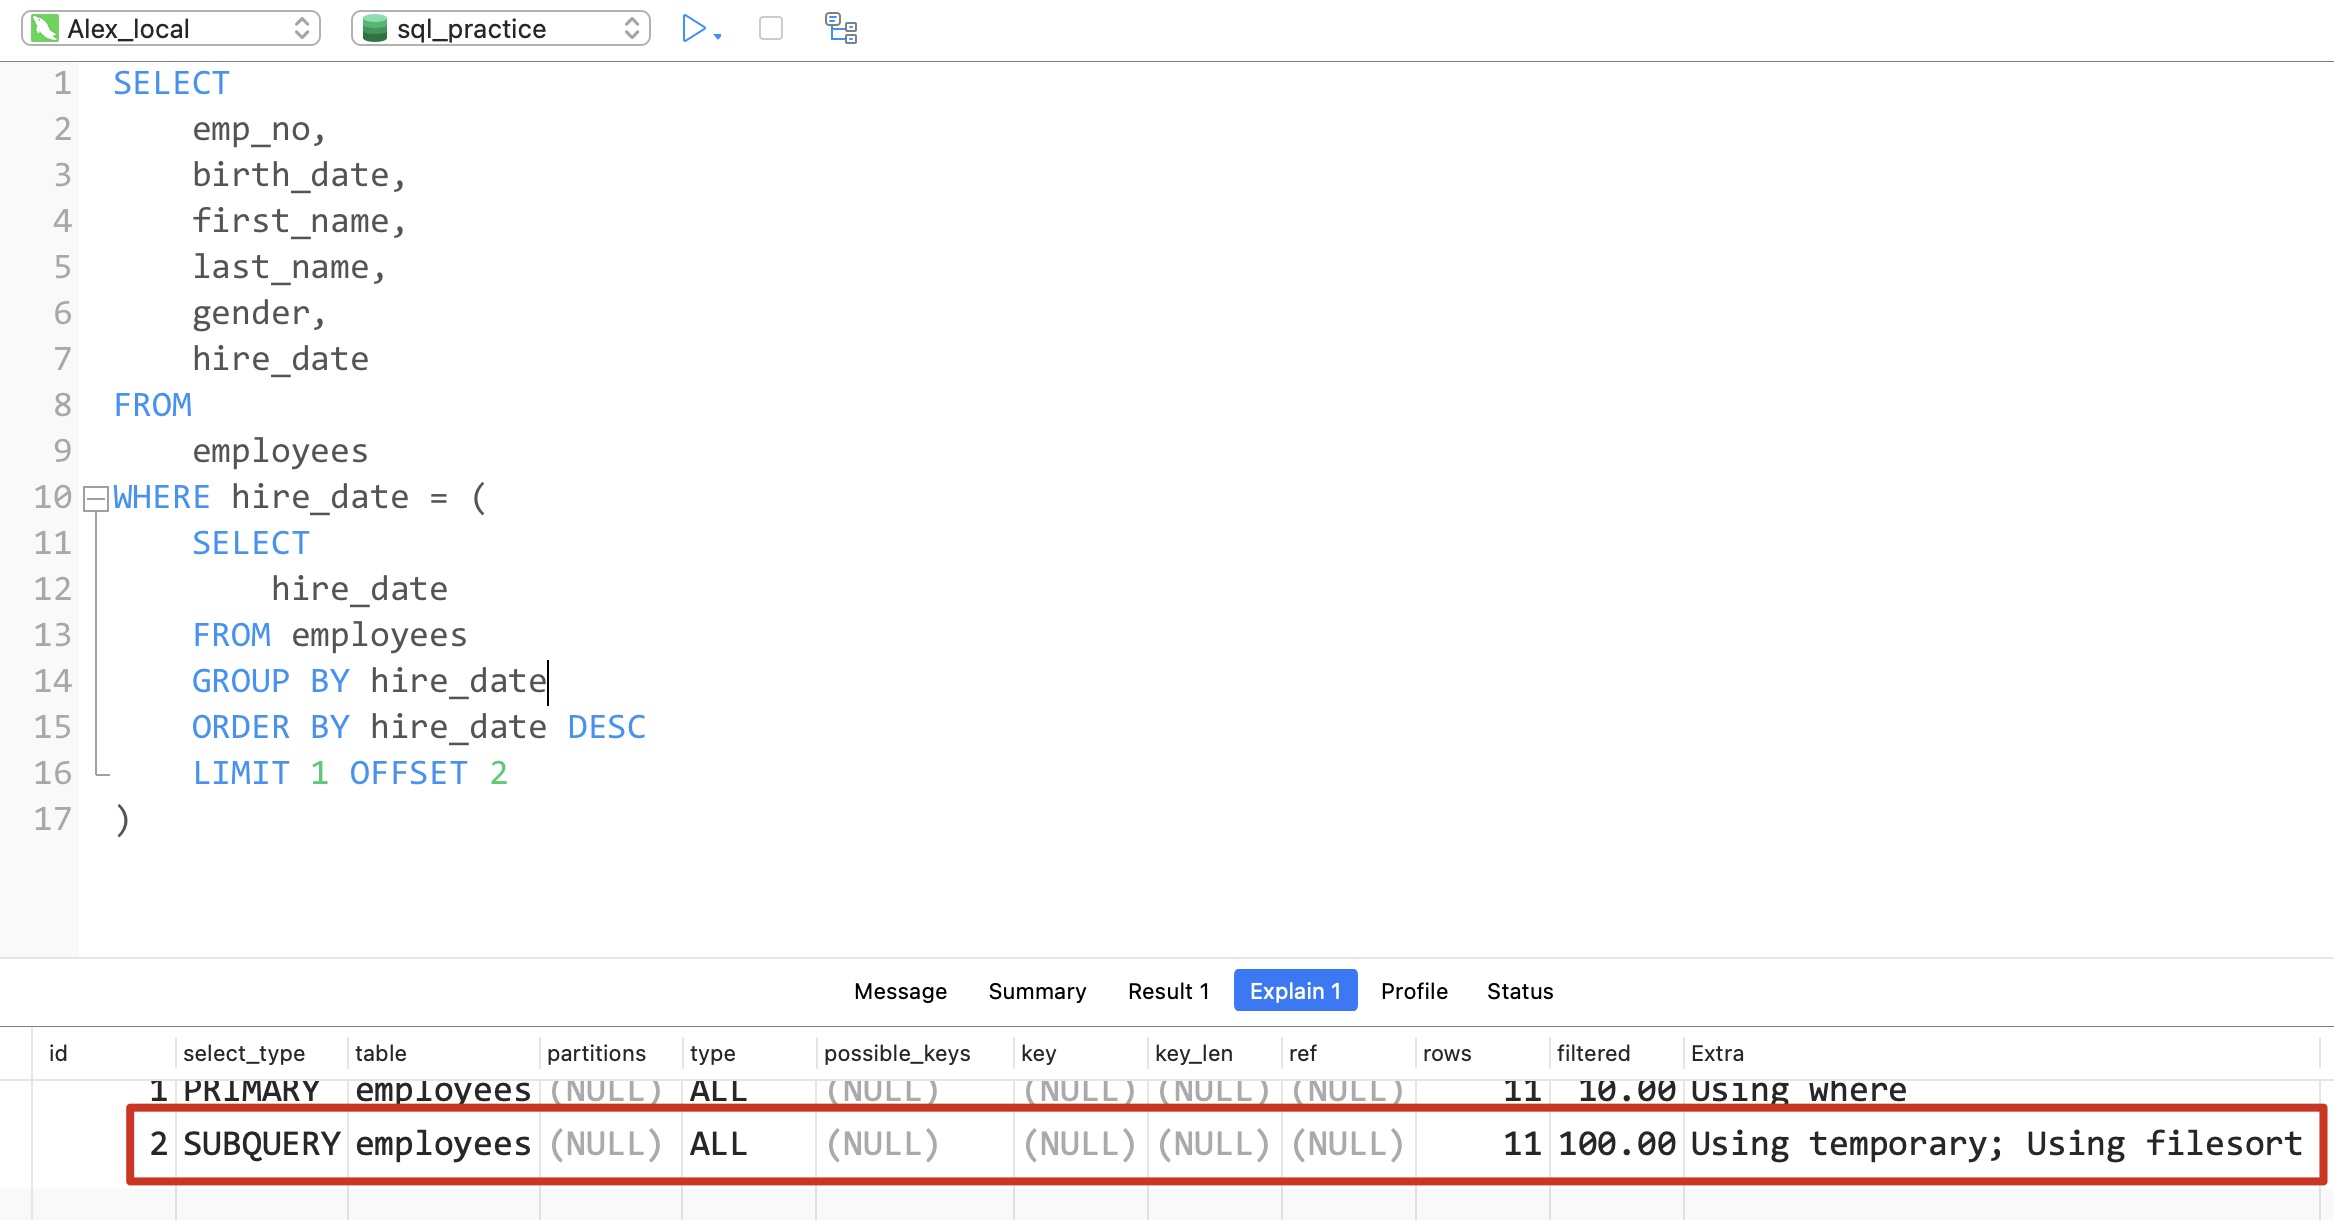 Alex_local sql_practice
1 SELECT
2 emp_no,
3 birth_date,
4 first_name,
5 last_name,
6 gender,
7 hire_date
8 FROM
9 employees
10 WHERE hire_date = (
11 SELECT
12 hire_date
13 FROM employees
14 GROUP BY hire_date
15 ORDER BY hire_date DESC
16 LIMIT 1 OFFSET 2
17 )
Message Summary Result 1 Explain 1 Profile Status
id select_type table partitions type possible_keys key key_len ref rows filtered Extra
1 PRIMARY employees (NULL) ALL (NULL) (NULL) (NULL) (NULL) 11 10.00 Using where
2 SUBQUERY employees (NULL) ALL (NULL) (NULL) (NULL) (NULL) 11 100.00 Using temporary; Using filesort